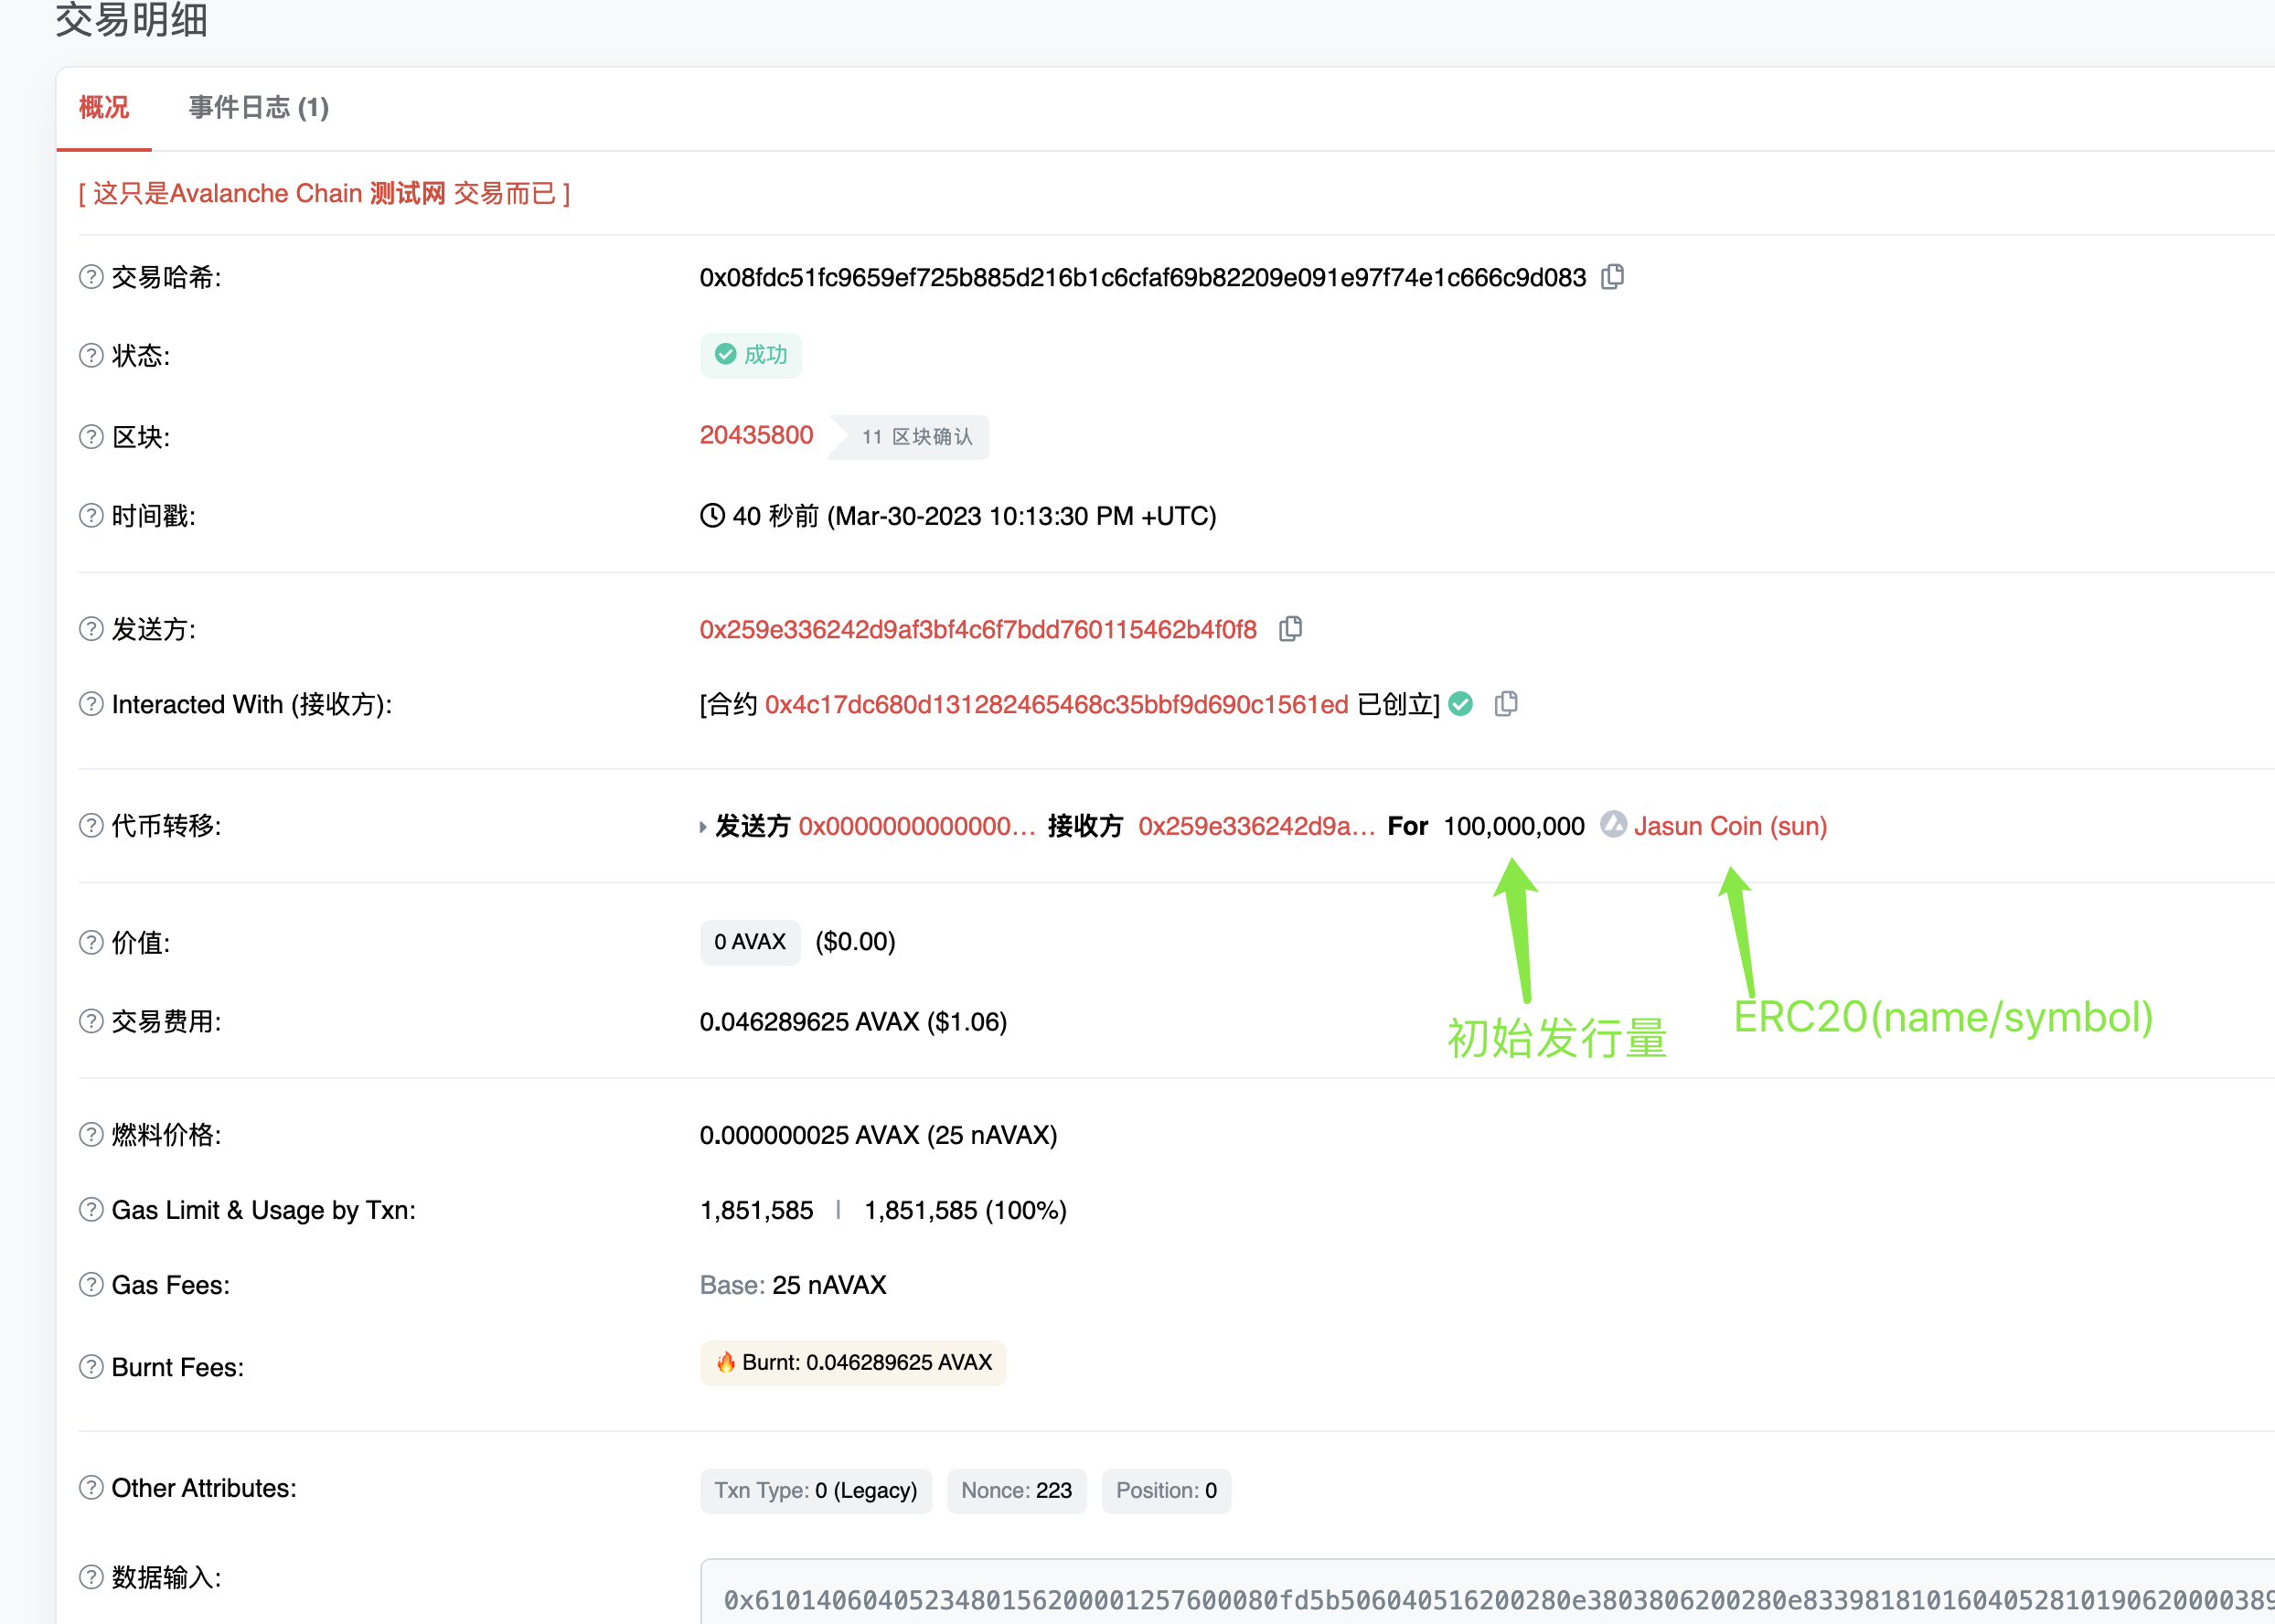 交易明细
概况 事件日志 (1)
[ 这只是Avalanche Chain 测试网 交易而已 ]
交易哈希: 0x08fdc51fc9659ef725b885d216b1c6cfaf69b82209e091e97f74e1c666c9d083
状态: 成功
区块: 20435800 11 区块确认
时间戳: 40 秒前 (Mar-30-2023 10:13:30 PM +UTC)
发送方: 0x259e336242d9af3bf4c6f7bdd760115462b4f0f8
Interacted With (接收方): [合约 0x4c17dc680d131282465468c35bbf9d690c1561ed 已创立]
代币转移: 发送方 0x0000000000000... 接收方 0x259e336242d9a... For 100,000,000 Jasun Coin (sun)
价值: 0 AVAX ($0.00)
交易费用: 0.046289625 AVAX ($1.06)
初始发行量 ERC20(name/symbol)
燃料价格: 0.000000025 AVAX (25 nAVAX)
Gas Limit & Usage by Txn: 1,851,585 | 1,851,585 (100%)
Gas Fees: Base: 25 nAVAX
Burnt Fees: 🔥 Burnt: 0.046289625 AVAX
Other Attributes: Txn Type: 0 (Legacy) Nonce: 223 Position: 0
数据输入: 0x6101406040523480156200001257600080fd5b506040516200280e3803806200280e83398181016040528101906200003895